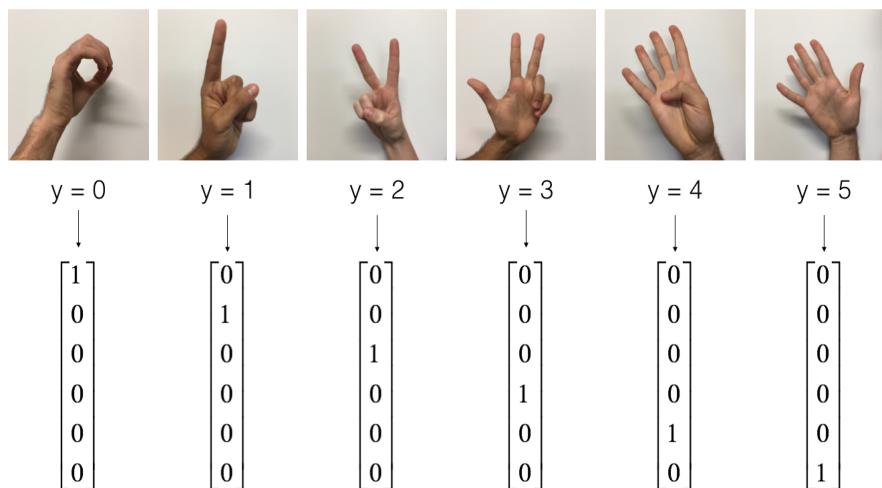 y = 0 y = 1 y = 2 y = 3 y = 4 y = 5
1 0 0 0 0 0
0 1 0 0 0 0
0 0 1 0 0 0
0 0 0 1 0 0
0 0 0 0 1 0
0 0 0 0 0 1